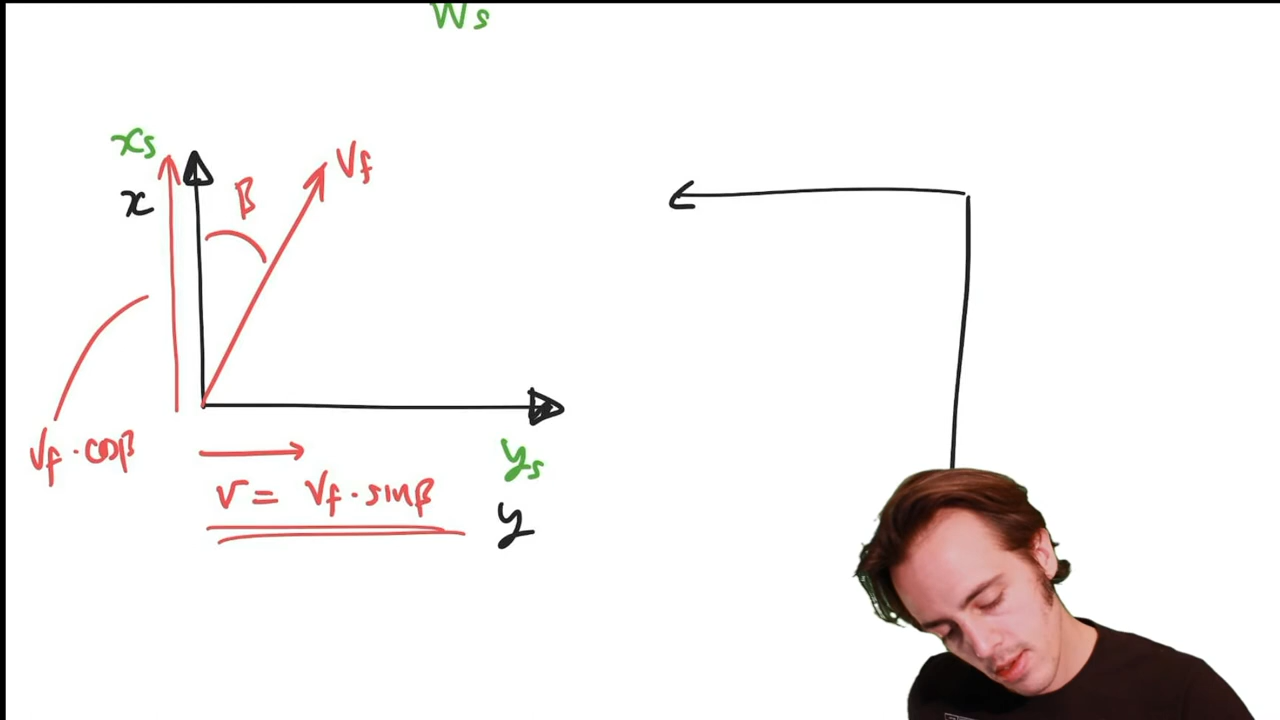 Ws
xs
x
β
Vf
Vf · cosβ
v = Vf · sinβ
ys
y